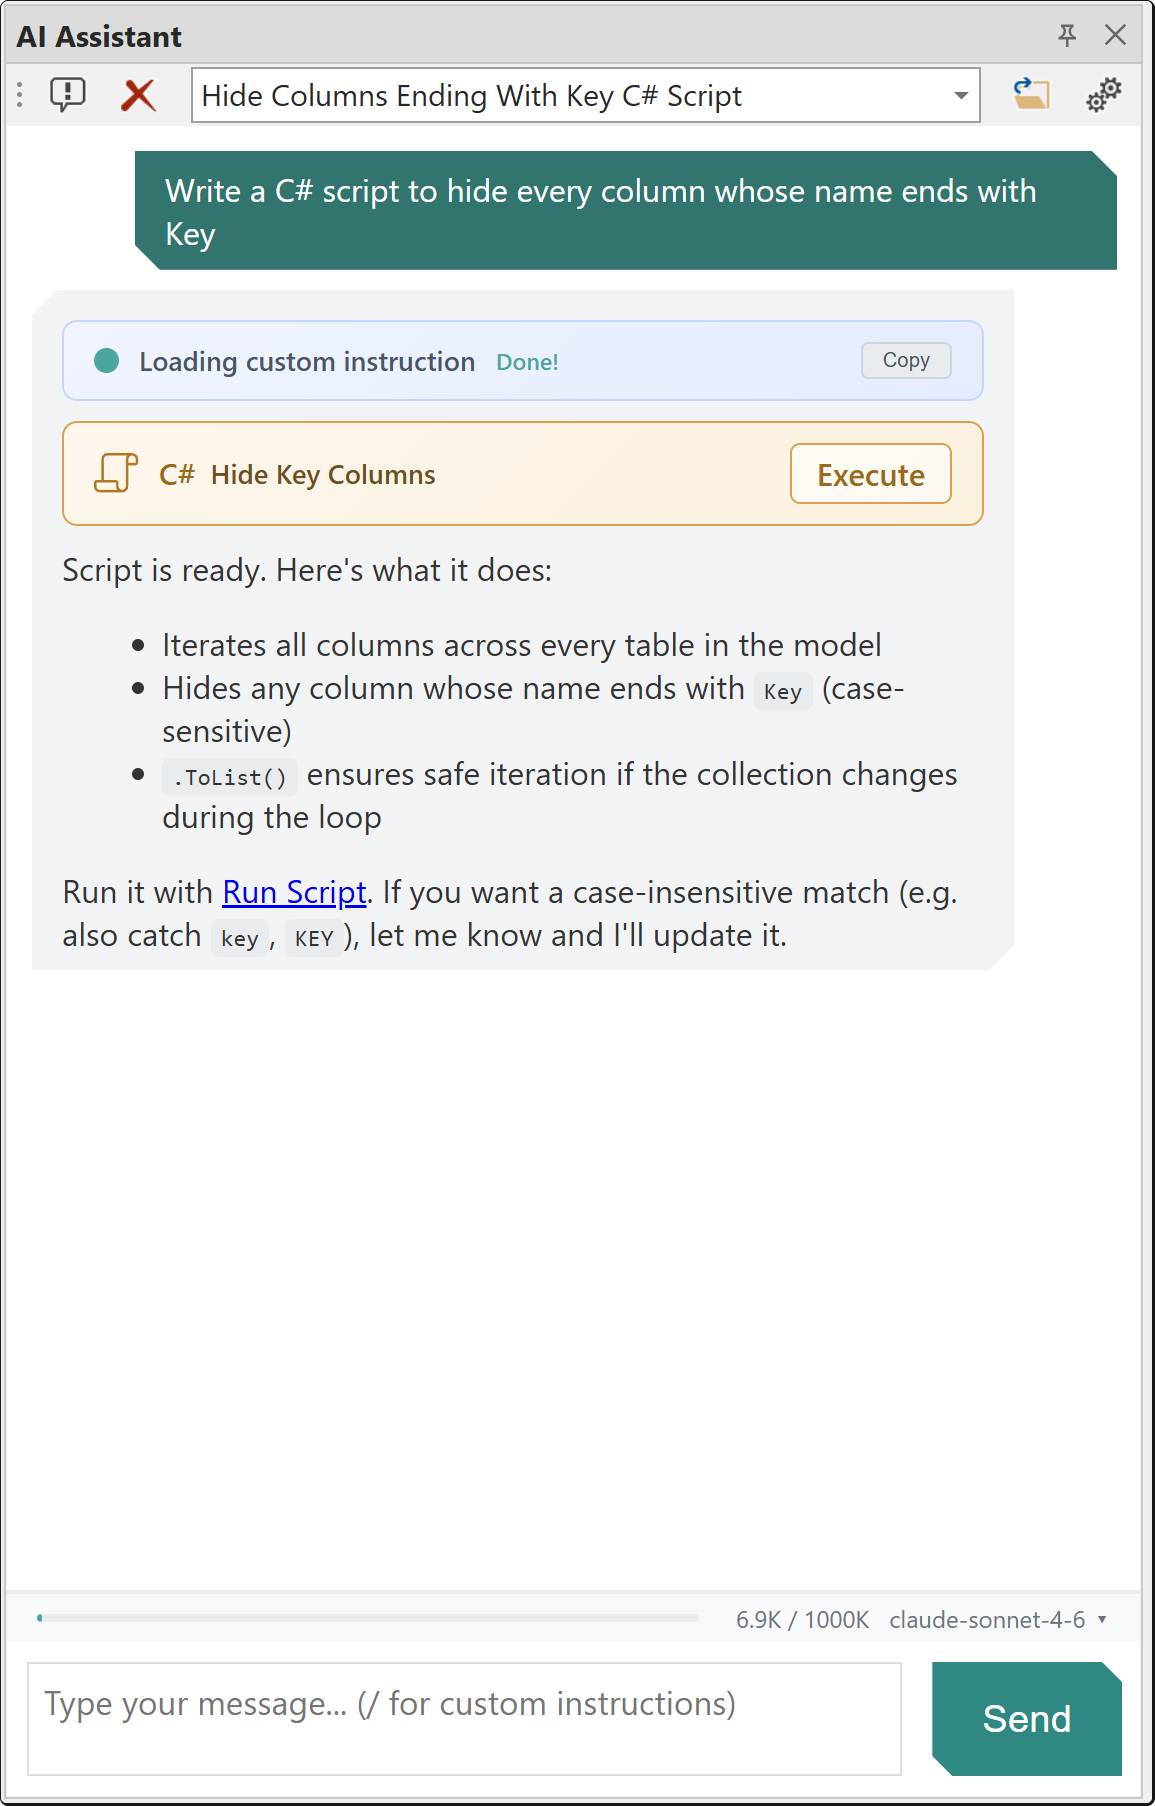 AI Assistant
Hide Columns Ending With Key C# Script
Write a C# script to hide every column whose name ends with
Key
Loading custom instruction Done! Copy
C# Hide Key Columns Execute
Script is ready. Here's what it does:
• Iterates all columns across every table in the model
• Hides any column whose name ends with Key (case-
sensitive)
• .ToList() ensures safe iteration if the collection changes
during the loop
Run it with Run Script. If you want a case-insensitive match (e.g.
also catch key, KEY), let me know and I'll update it.
6.9K / 1000K claude-sonnet-4-6
Type your message... (/ for custom instructions)
Send